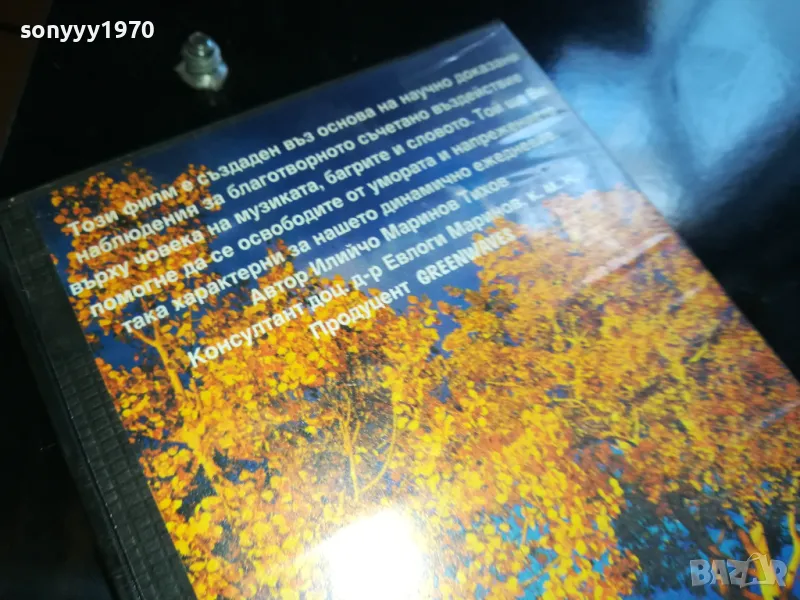 sonyyy1970
Този филм е създаден въз основа на научно доказани
наблюдения за благотворното съчетано въздействие
върху човека на музиката, багрите и словото. Той ще Ви
помогне да се освободите от умората и напрежението
така характерни за нашето динамично ежедневие.
Автор Илийчо Маринов Тихов
Консултант доц. д-р Евлоги Маринов, к. м.
Продуцент GREENWAVES
BAZAR